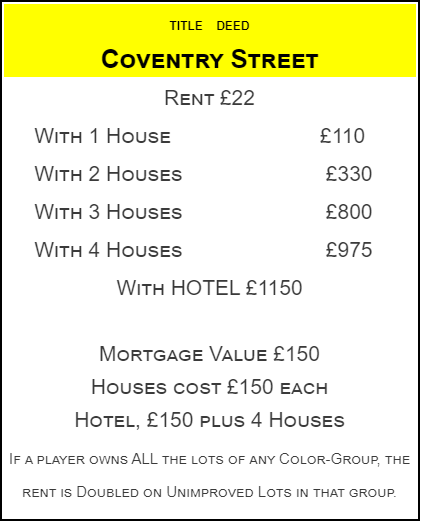 TITLE DEED
COVENTRY STREET
RENT £22
WITH 1 HOUSE £110
WITH 2 HOUSES £330
WITH 3 HOUSES £800
WITH 4 HOUSES £975
WITH HOTEL £1150
MORTGAGE VALUE £150
HOUSES COST £150 EACH
HOTEL, £150 PLUS 4 HOUSES
IF A PLAYER OWNS ALL THE LOTS OF ANY COLOR-GROUP, THE
RENT IS DOUBLED ON UNIMPROVED LOTS IN THAT GROUP.